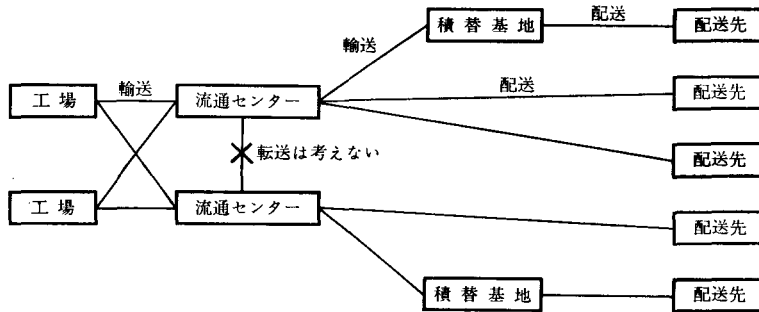 積替基地
配送
配送先
輸送
工場
輸送
流通センター
配送
配送先
転送は考えない
配送先
工場
流通センター
配送先
積替基地
配送先